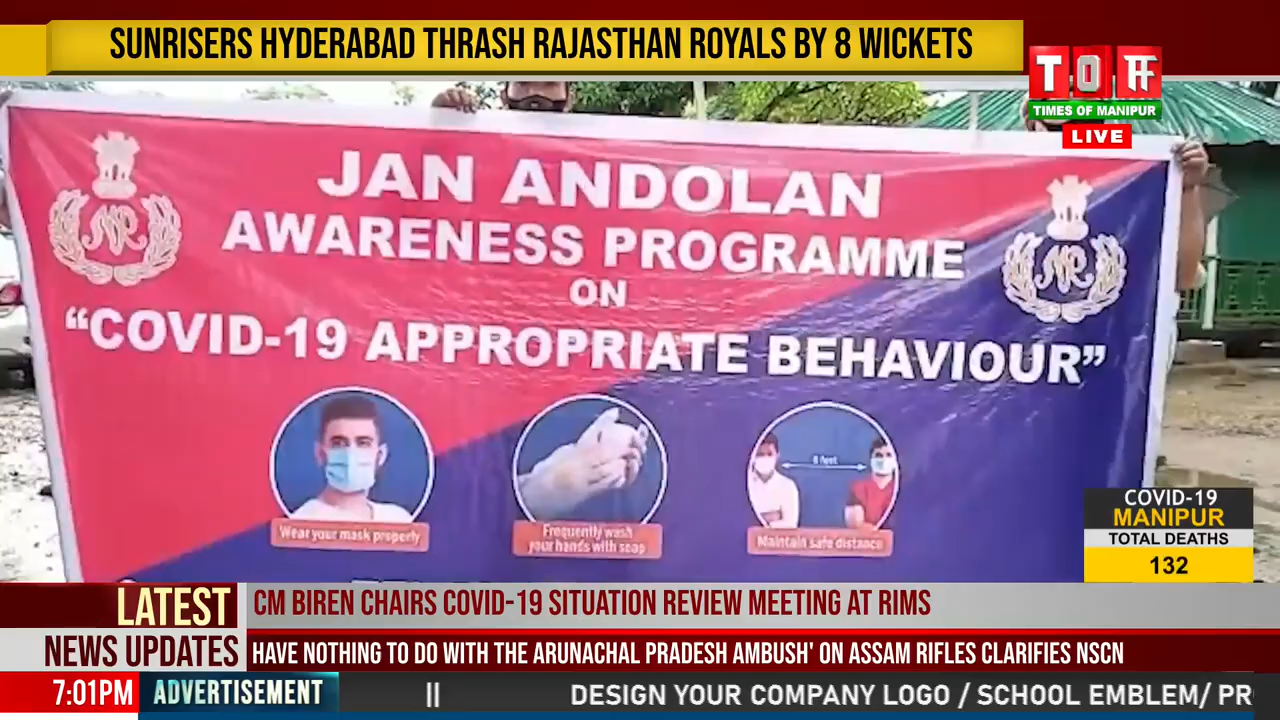 SUNRISERS HYDERABAD THRASH RAJASTHAN ROYALS BY 8 WICKETS
TOM
TIMES OF MANIPUR
LIVE
JAN ANDOLAN
AWARENESS PROGRAMME
ON
“COVID-19 APPROPRIATE BEHAVIOUR”
6 feet
Wear your mask properly
Frequently wash
your hands with soap
Maintain safe distance
COVID-19
MANIPUR
TOTAL DEATHS
132
LATEST
NEWS UPDATES
CM BIREN CHAIRS COVID-19 SITUATION REVIEW MEETING AT RIMS
HAVE NOTHING TO DO WITH THE ARUNACHAL PRADESH AMBUSH' ON ASSAM RIFLES CLARIFIES NSCN
7:01PM
ADVERTISEMENT
|| DESIGN YOUR COMPANY LOGO / SCHOOL EMBLEM/ PR